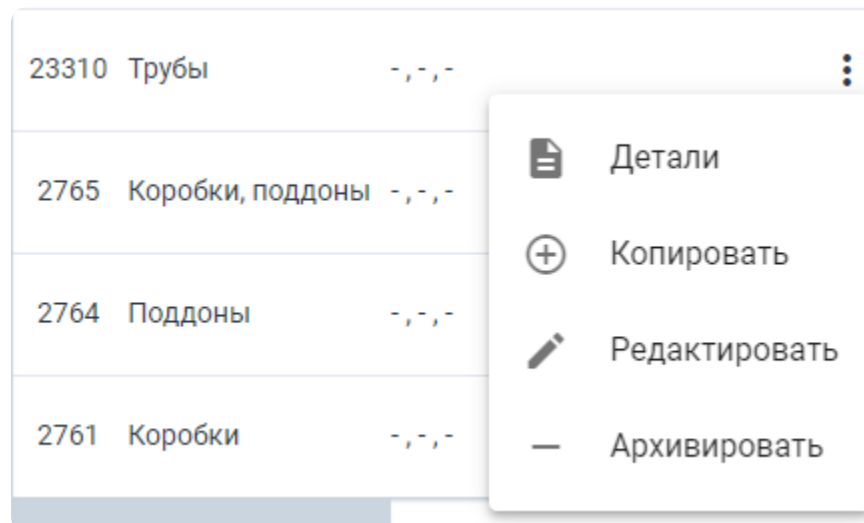 23310 Трубы -,-,-
Детали
2765 Коробки, поддоны -,-,-
Копировать
2764 Поддоны -,-,-
Редактировать
2761 Коробки -,-,-
Архивировать